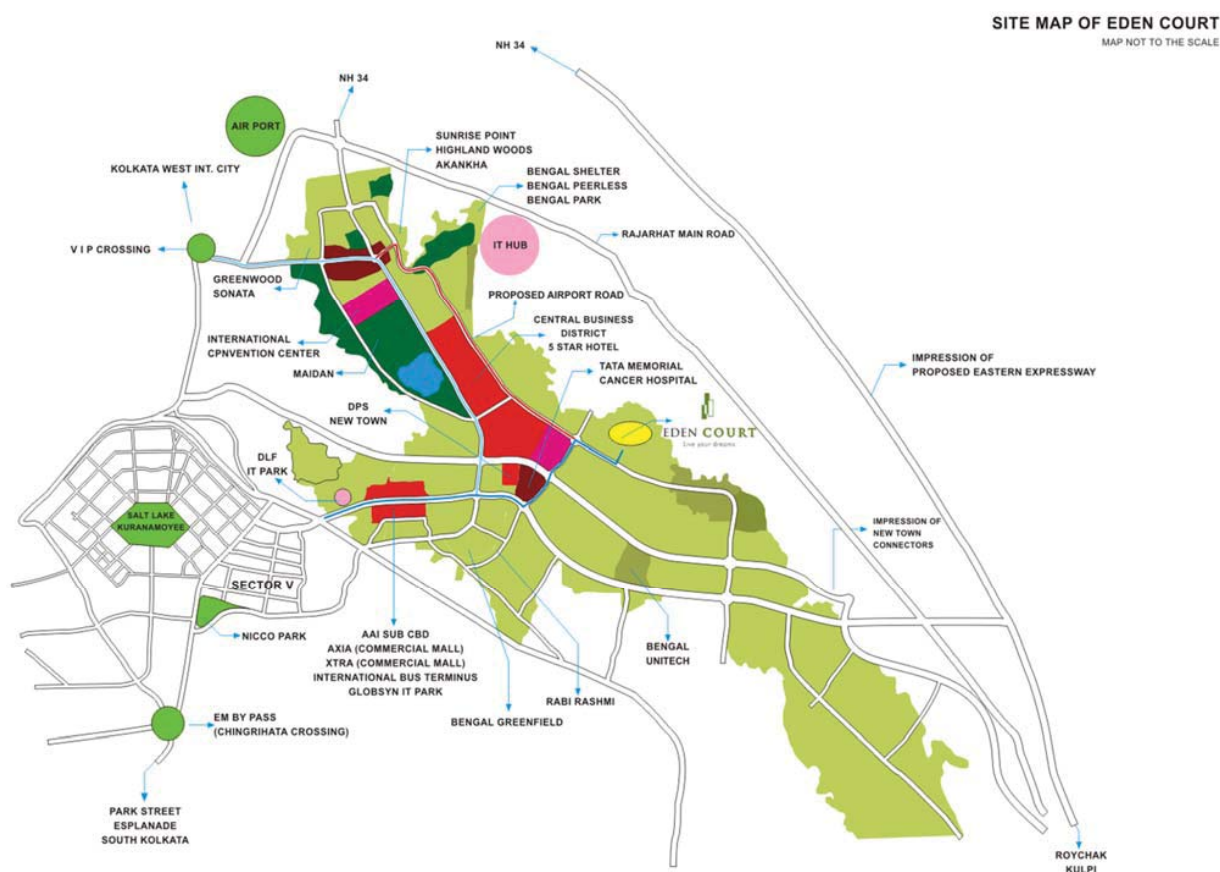 SITE MAP OF EDEN COURT
MAP NOT TO THE SCALE
NH 34
NH 34
AIR PORT
SUNRISE POINT
HIGHLAND WOODS
AKANKHA
KOLKATA WEST INT. CITY
BENGAL SHELTER
BENGAL PEERLESS
BENGAL PARK
RAJARHAT MAIN ROAD
IT HUB
V I P CROSSING
GREENWOOD
SONATA
PROPOSED AIRPORT ROAD
CENTRAL BUSINESS
DISTRICT
5 STAR HOTEL
INTERNATIONAL
CPNVENTION CENTER
IMPRESSION OF
PROPOSED EASTERN EXPRESSWAY
TATA MEMORIAL
CANCER HOSPITAL
MAIDAN
DPS
NEW TOWN
EDEN COURT
live your dreams
DLF
IT PARK
SALT LAKE
KURANAMOYEE
IMPRESSION OF
NEW TOWN
CONNECTORS
SECTOR V
NICCO PARK
AAI SUB CBD
AXIA (COMMERCIAL MALL)
XTRA (COMMERCIAL MALL)
INTERNATIONAL BUS TERMINUS
GLOBSYN IT PARK
BENGAL
UNITECH
RABI RASHMI
BENGAL GREENFIELD
EM BY PASS
(CHINGRIHATA CROSSING)
PARK STREET
ESPLANADE
SOUTH KOLKATA
ROYCHAK
KULPI